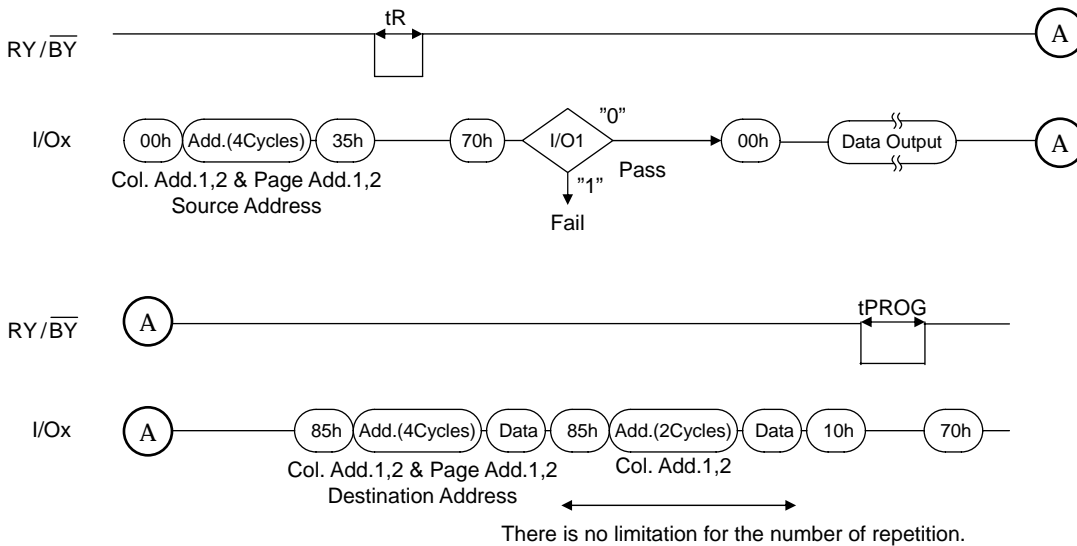 tR
RY/BY A
I/Ox 00h Add.(4Cycles) 35h 70h I/O1 "0" Pass 00h Data Output A
Col. Add.1,2 & Page Add.1,2
Source Address
"1"
Fail
tPROG
RY/BY A
I/Ox A 85h Add.(4Cycles) Data 85h Add.(2Cycles) Data 10h 70h
Col. Add.1,2 & Page Add.1,2 Col. Add.1,2
Destination Address
There is no limitation for the number of repetition.